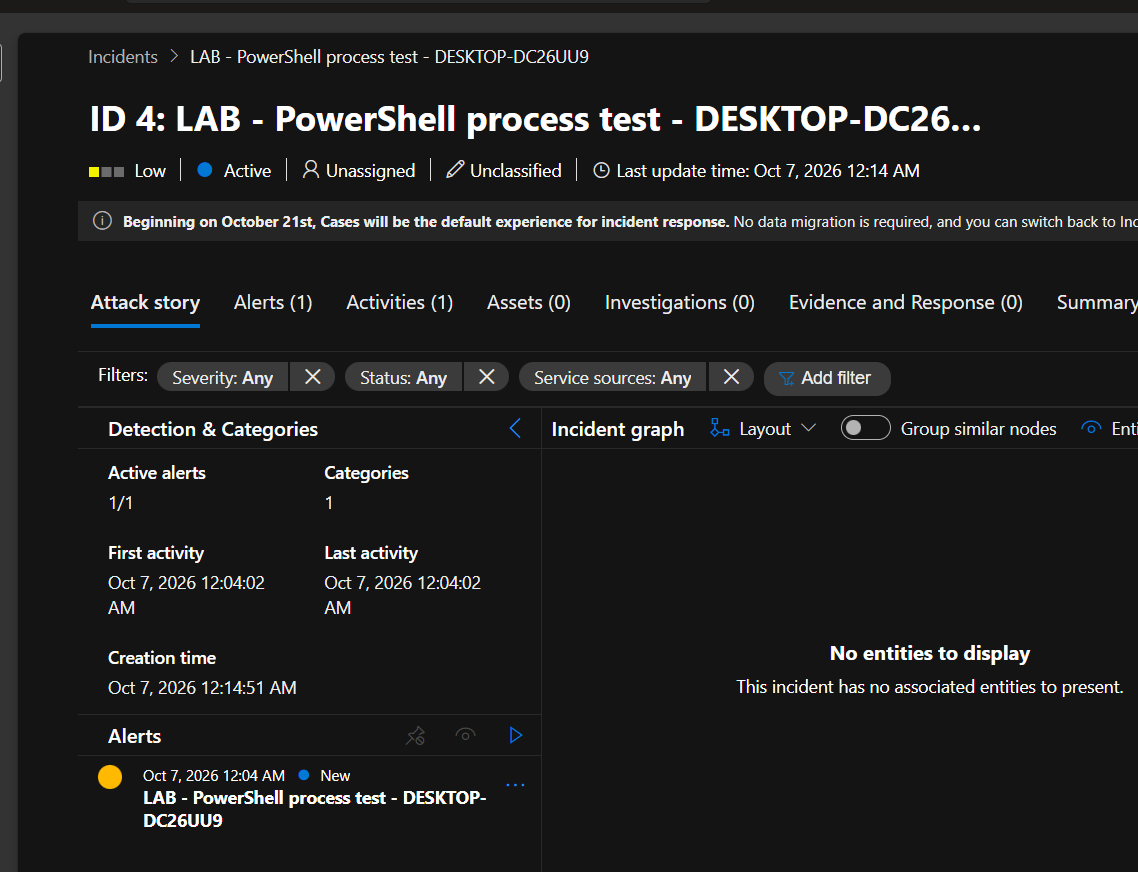 Incidents > LAB - PowerShell process test - DESKTOP-DC26UU9
ID 4: LAB - PowerShell process test - DESKTOP-DC26...
Low | Active | Unassigned | Unclassified | Last update time: Oct 7, 2026 12:14 AM
Beginning on October 21st, Cases will be the default experience for incident response. No data migration is required, and you can switch back to Inc
Attack story Alerts (1) Activities (1) Assets (0) Investigations (0) Evidence and Response (0) Summary
Filters: Severity: Any Status: Any Service sources: Any Add filter
Detection & Categories
Incident graph Layout Group similar nodes Enti
Active alerts Categories
1/1 1
First activity Last activity
Oct 7, 2026 12:04:02 AM Oct 7, 2026 12:04:02 AM
Creation time
Oct 7, 2026 12:14:51 AM
No entities to display
This incident has no associated entities to present.
Alerts
Oct 7, 2026 12:04 AM New
LAB - PowerShell process test - DESKTOP-
DC26UU9
...